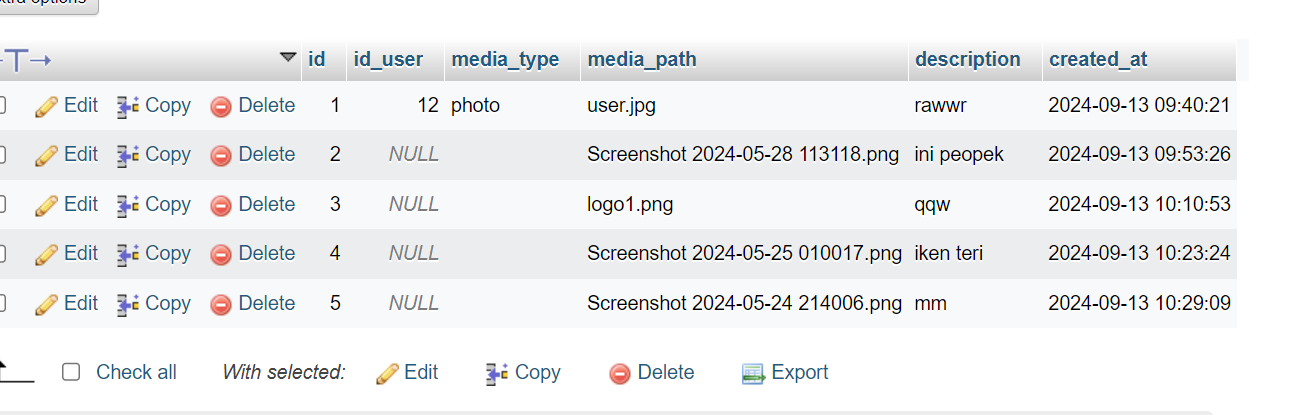 xtra options
id id_user media_type media_path description created_at
Edit Copy Delete 1 12 photo user.jpg rawwr 2024-09-13 09:40:21
Edit Copy Delete 2 NULL Screenshot 2024-05-28 113118.png ini peopek 2024-09-13 09:53:26
Edit Copy Delete 3 NULL logo1.png qqw 2024-09-13 10:10:53
Edit Copy Delete 4 NULL Screenshot 2024-05-25 010017.png iken teri 2024-09-13 10:23:24
Edit Copy Delete 5 NULL Screenshot 2024-05-24 214006.png mm 2024-09-13 10:29:09
Check all With selected: Edit Copy Delete Export